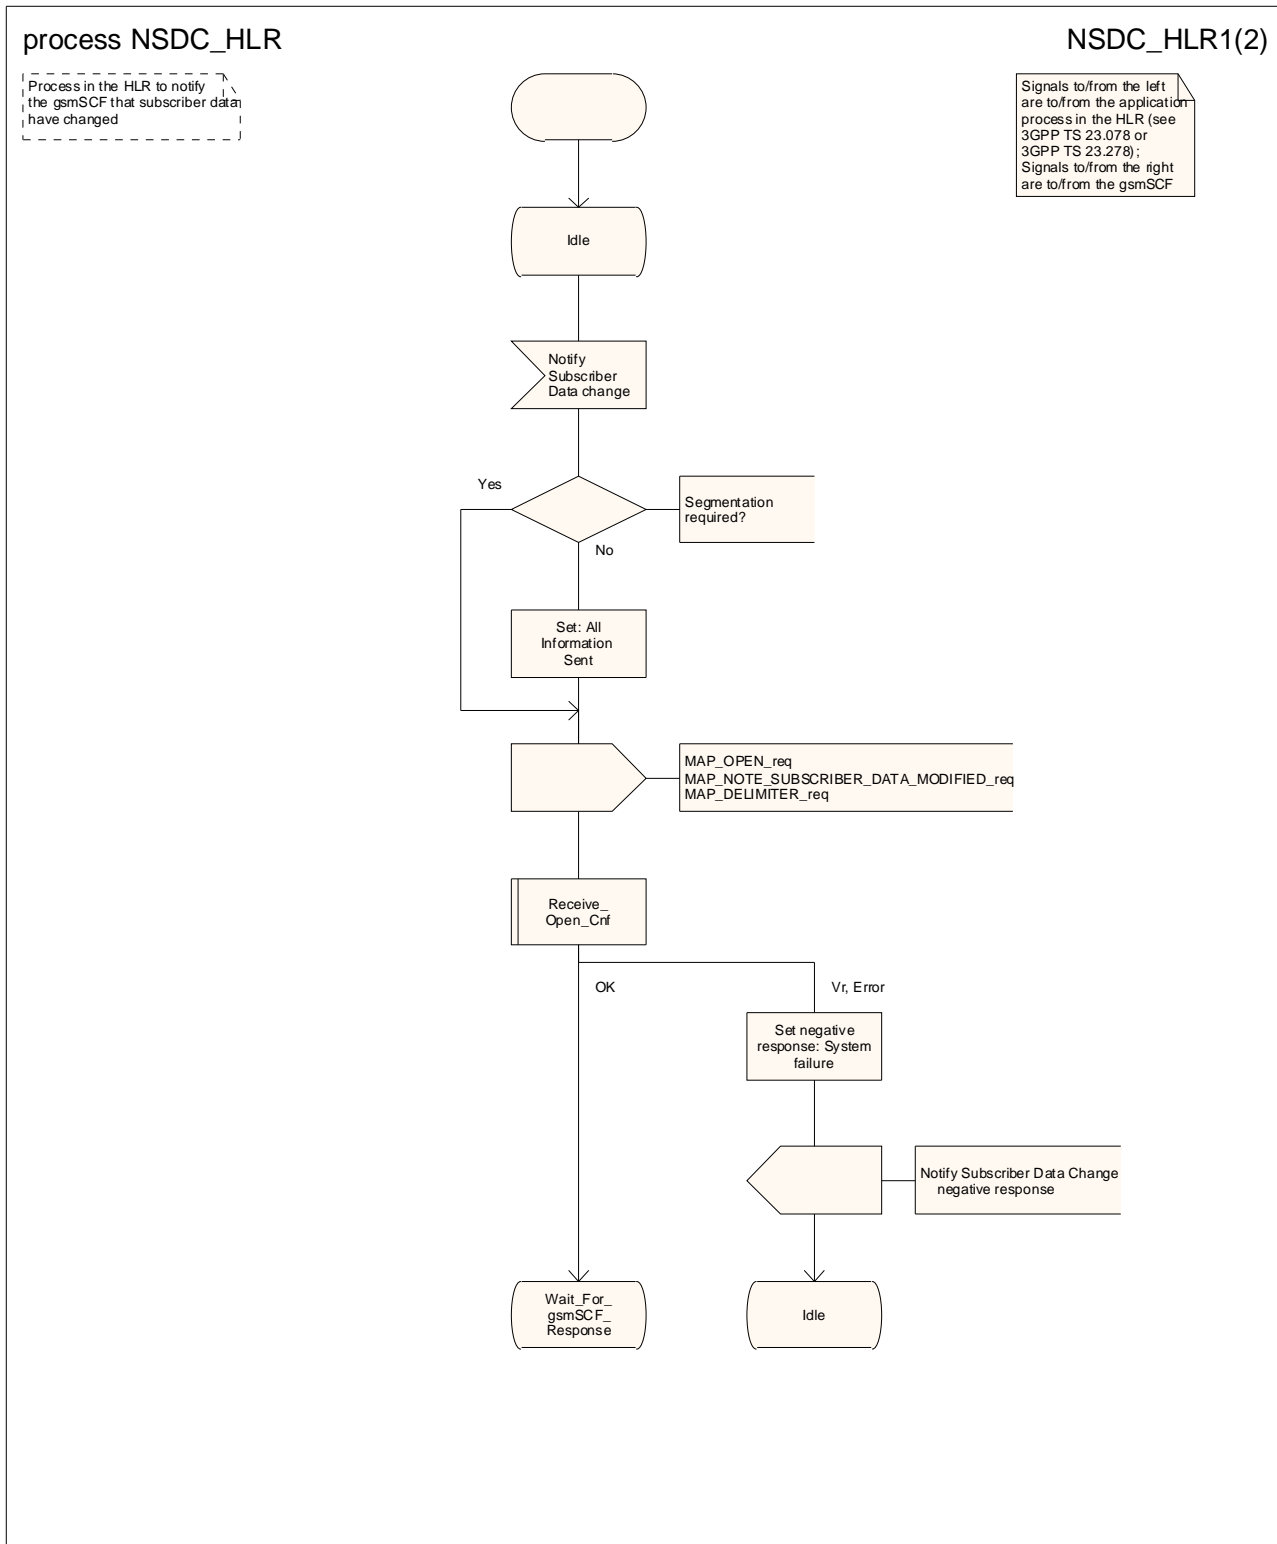 process NSDC_HLR
NSDC_HLR1(2)
Process in the HLR to notify
the gsmSCF that subscriber data
have changed
Signals to/from the left
are to/from the application
process in the HLR (see
3GPP TS 23.078 or
3GPP TS 23.278);
Signals to/from the right
are to/from the gsmSCF
Idle
Notify
Subscriber
Data change
Yes
Segmentation
required?
No
Set: All
Information
Sent
MAP_OPEN_req
MAP_NOTE_SUBSCRIBER_DATA_MODIFIED_req
MAP_DELIMITER_req
Receive_
Open_Cnf
OK
Vr, Error
Set negative
response: System
failure
Notify Subscriber Data Change
negative response
Wait_For_
gsmSCF_
Response
Idle